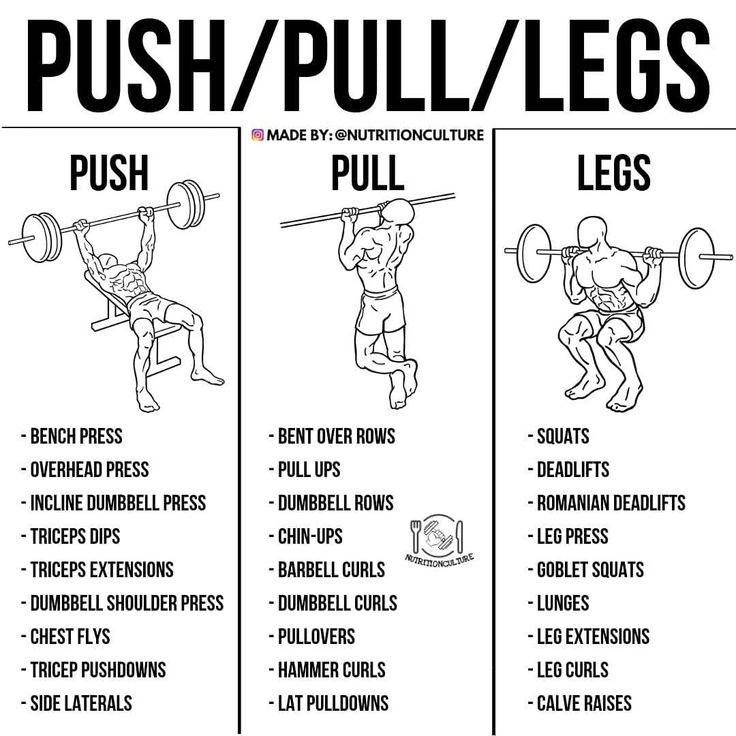 PUSH/PULL/LEGS
MADE BY: @NUTRITIONCULTURE
PUSH
- BENCH PRESS
- OVERHEAD PRESS
- INCLINE DUMBBELL PRESS
- TRICEPS DIPS
- TRICEPS EXTENSIONS
- DUMBBELL SHOULDER PRESS
- CHEST FLYS
- TRICEP PUSHDOWNS
- SIDE LATERALS
PULL
- BENT OVER ROWS
- PULL UPS
- DUMBBELL ROWS
- CHIN-UPS
- BARBELL CURLS
- DUMBBELL CURLS
- PULLOVERS
- HAMMER CURLS
- LAT PULLDOWNS
NUTRITIONCULTURE
LEGS
- SQUATS
- DEADLIFTS
- ROMANIAN DEADLIFTS
- LEG PRESS
- GOBLET SQUATS
- LUNGES
- LEG EXTENSIONS
- LEG CURLS
- CALVE RAISES